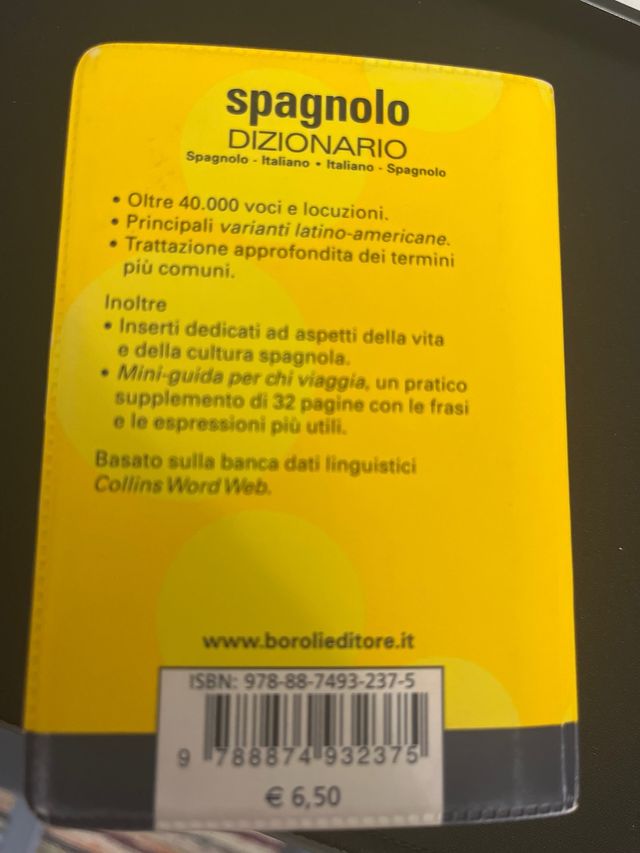 spagnolo
DIZIONARIO
Spagnolo - Italiano • Italiano - Spagnolo
• Oltre 40.000 voci e locuzioni.
• Principali varianti latino-americane.
• Trattazione approfondita dei termini
più comuni.
Inoltre
• Inserti dedicati ad aspetti della vita
e della cultura spagnola.
• Mini-guida per chi viaggia, un pratico
supplemento di 32 pagine con le frasi
e le espressioni più utili.
Basato sulla banca dati linguistici
Collins Word Web.
www.borolieditore.it
ISBN: 978-88-7493-237-5
9 788874 932375
€ 6,50